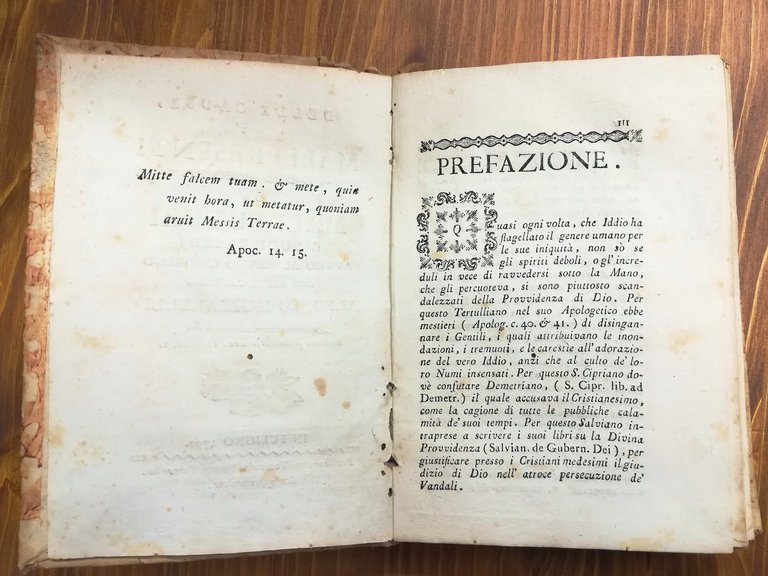 Mitte falcem tuam. & mete, quia
venit hora, ut metatur, quoniam
aruit Messis Terrae.
Apoc. 14. 15.
III
PREFAZIONE.
Quasi ogni volta, che Iddio ha
flagellato il genere umano per
le sue iniquità, non sò se
gli spiriti deboli, o gl'incre-
duli in vece di ravvedersi sotto la Mano,
che gli percuoteva, si sono piuttosto scan-
dalezzati della Provvidenza di Dio. Per
questo Tertulliano nel suo Apologetico ebbe
mestieri ( Apolog. c. 40. & 41. ) di disingan-
nare i Gentili, i quali attribuivano le inon-
dazioni, i tremuoti, e le carestìe all'adorazio-
ne del vero Iddio, anzi che al culto de' lo-
ro Numi insensati. Per questo S. Cipriano do-
vè confutare Demetriano, ( S. Cipr. lib. ad
Demetr. ) il quale accusava il Cristianesimo,
come la cagione di tutte le pubbliche cala-
mità de' suoi tempi. Per questo Salviano in-
traprese a scrivere i suoi libri su la Divina
Provvidenza ( Salvian. de Gubern. Dei ), per
giustificare presso i Cristiani medesimi il giu-
dizio di Dio nell' atroce persecuzione de'
Vandali.